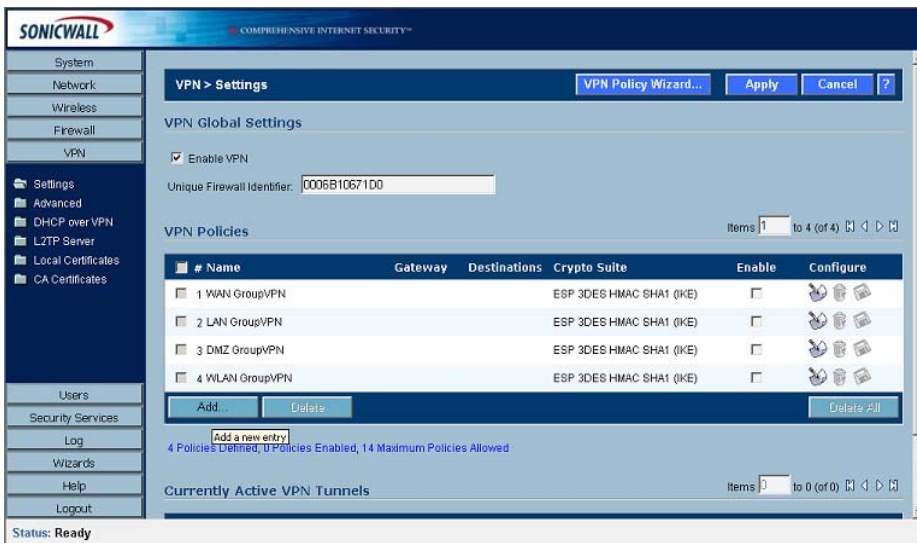 SONICWALL
COMPREHENSIVE INTERNET SECURITY™
System
Network
Wireless
Firewall
VPN
Settings
Advanced
DHCP over VPN
L2TP Server
Local Certificates
CA Certificates
Users
Security Services
Log
Wizards
Help
Logout
VPN > Settings
VPN Policy Wizard...
Apply
Cancel
?
VPN Global Settings
Enable VPN
Unique Firewall Identifier: 0006B10671D0
VPN Policies
Items 1 to 4 (of 4)
# Name Gateway Destinations Crypto Suite Enable Configure
1 WAN GroupVPN ESP 3DES HMAC SHA1 (IKE)
2 LAN GroupVPN ESP 3DES HMAC SHA1 (IKE)
3 DMZ GroupVPN ESP 3DES HMAC SHA1 (IKE)
4 WLAN GroupVPN ESP 3DES HMAC SHA1 (IKE)
Add... Delete Delete All
Add a new entry
4 Policies Defined, 0 Policies Enabled, 14 Maximum Policies Allowed
Currently Active VPN Tunnels
Items 0 to 0 (of 0)
Status: Ready